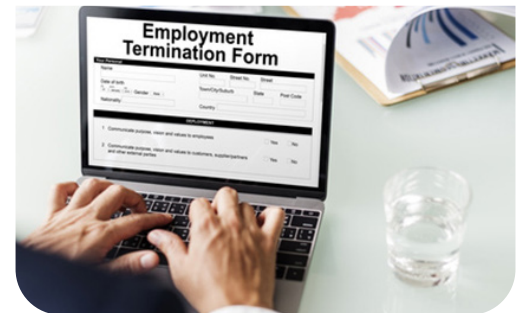 Employment
Termination Form
Your Personal
Name
Unit No. Street No. Street
Date of birth
Gender
Town/City/Suburb State Post Code
Nationality
Country
1 Communicate purpose, vision and values to employees Yes No
2 Communicate purpose, vision and values to customers, supplier/partners Yes No
and other external parties